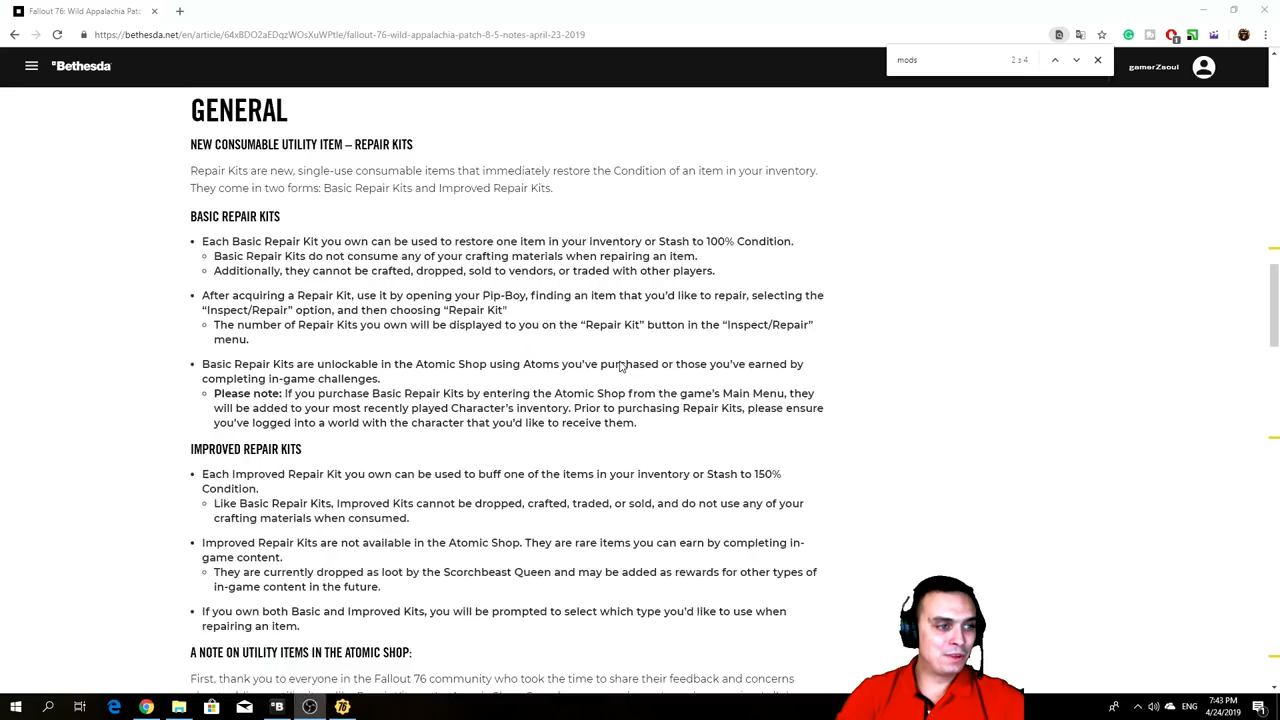 Fallout 76: Wild Appalachia Patc
https://bethesda.net/en/article/64xBDO2aEDqzWOsXuWPtIe/fallout-76-wild-appalachia-patch-8-5-notes-april-23-2019
mods
2 з 4
Bethesda
gamerZsoul
GENERAL
NEW CONSUMABLE UTILITY ITEM – REPAIR KITS
Repair Kits are new, single-use consumable items that immediately restore the Condition of an item in your inventory.
They come in two forms: Basic Repair Kits and Improved Repair Kits.
BASIC REPAIR KITS
• Each Basic Repair Kit you own can be used to restore one item in your inventory or Stash to 100% Condition.
Basic Repair Kits do not consume any of your crafting materials when repairing an item.
Additionally, they cannot be crafted, dropped, sold to vendors, or traded with other players.
• After acquiring a Repair Kit, use it by opening your Pip-Boy, finding an item that you’d like to repair, selecting the
“Inspect/Repair” option, and then choosing “Repair Kit"
The number of Repair Kits you own will be displayed to you on the “Repair Kit” button in the “Inspect/Repair”
menu.
• Basic Repair Kits are unlockable in the Atomic Shop using Atoms you’ve purchased or those you’ve earned by
completing in-game challenges.
Please note: If you purchase Basic Repair Kits by entering the Atomic Shop from the game’s Main Menu, they
will be added to your most recently played Character’s inventory. Prior to purchasing Repair Kits, please ensure
you’ve logged into a world with the character that you’d like to receive them.
IMPROVED REPAIR KITS
• Each Improved Repair Kit you own can be used to buff one of the items in your inventory or Stash to 150%
Condition.
Like Basic Repair Kits, Improved Kits cannot be dropped, crafted, traded, or sold, and do not use any of your
crafting materials when consumed.
• Improved Repair Kits are not available in the Atomic Shop. They are rare items you can earn by completing in-
game content.
They are currently dropped as loot by the Scorchbeast Queen and may be added as rewards for other types of
in-game content in the future.
• If you own both Basic and Improved Kits, you will be prompted to select which type you’d like to use when
repairing an item.
A NOTE ON UTILITY ITEMS IN THE ATOMIC SHOP:
First, thank you to everyone in the Fallout 76 community who took the time to share their feedback and concerns
ENG
7:43 PM
4/24/2019